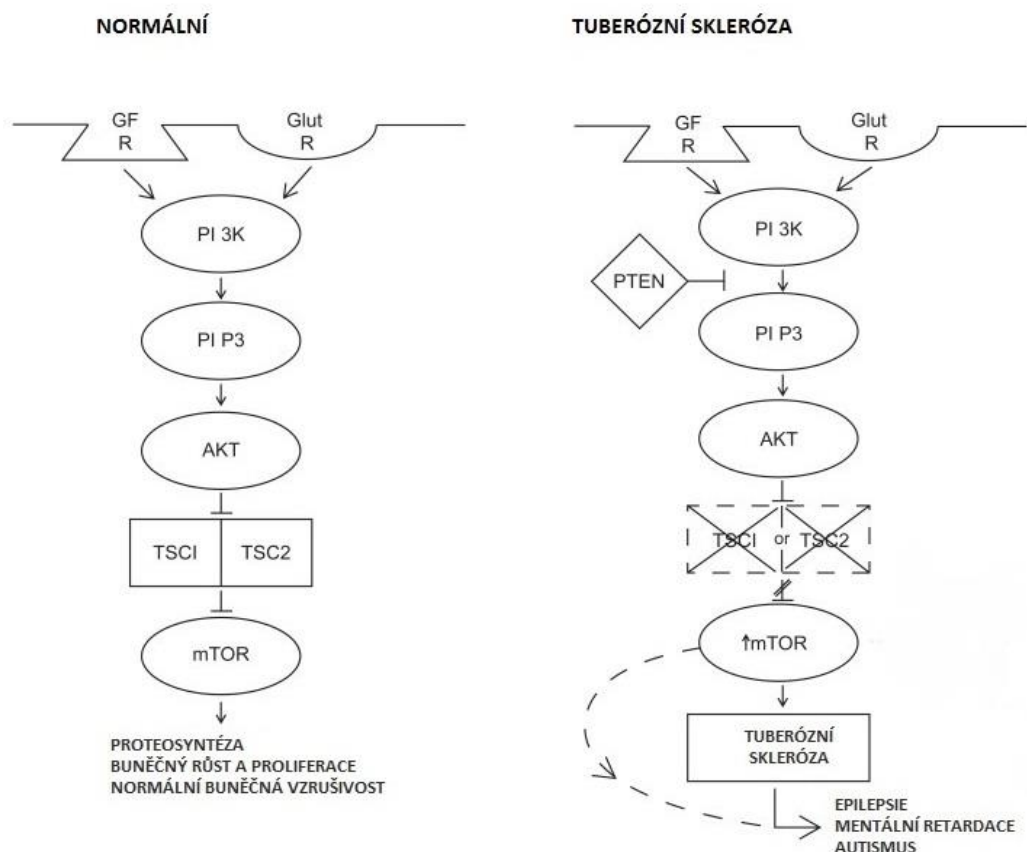 NORMÁLNÍ
GF
R
Glut
R
PI 3K
PI P3
AKT
TSCI
TSC2
mTOR
PROTEOSYNTÉZA
BUNĚČNÝ RŮST A PROLIFERACE
NORMÁLNÍ BUNĚČNÁ VZRUŠIVOST
TUBERÓZNÍ SKLERÓZA
GF
R
Glut
R
PI 3K
PTEN
PI P3
AKT
TSCI or TSC2
↑mTOR
TUBERÓZNÍ
SKLERÓZA
EPILEPSIE
MENTÁLNÍ RETARDACE
AUTISMUS